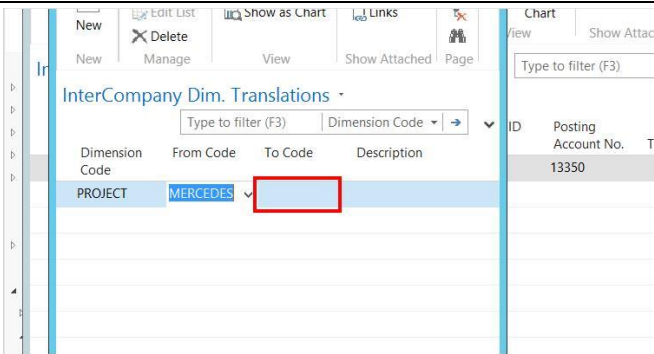 New
Edit List
Delete
Show as Chart
Links
New
Manage
View
Show Attached
Page
InterCompany Dim. Translations
Type to filter (F3)
Dimension Code
Dimension Code
From Code
To Code
Description
PROJECT
MERCEDES
Chart
View
Show Attac
Type to filter (F3)
ID
Posting Account No.
13350